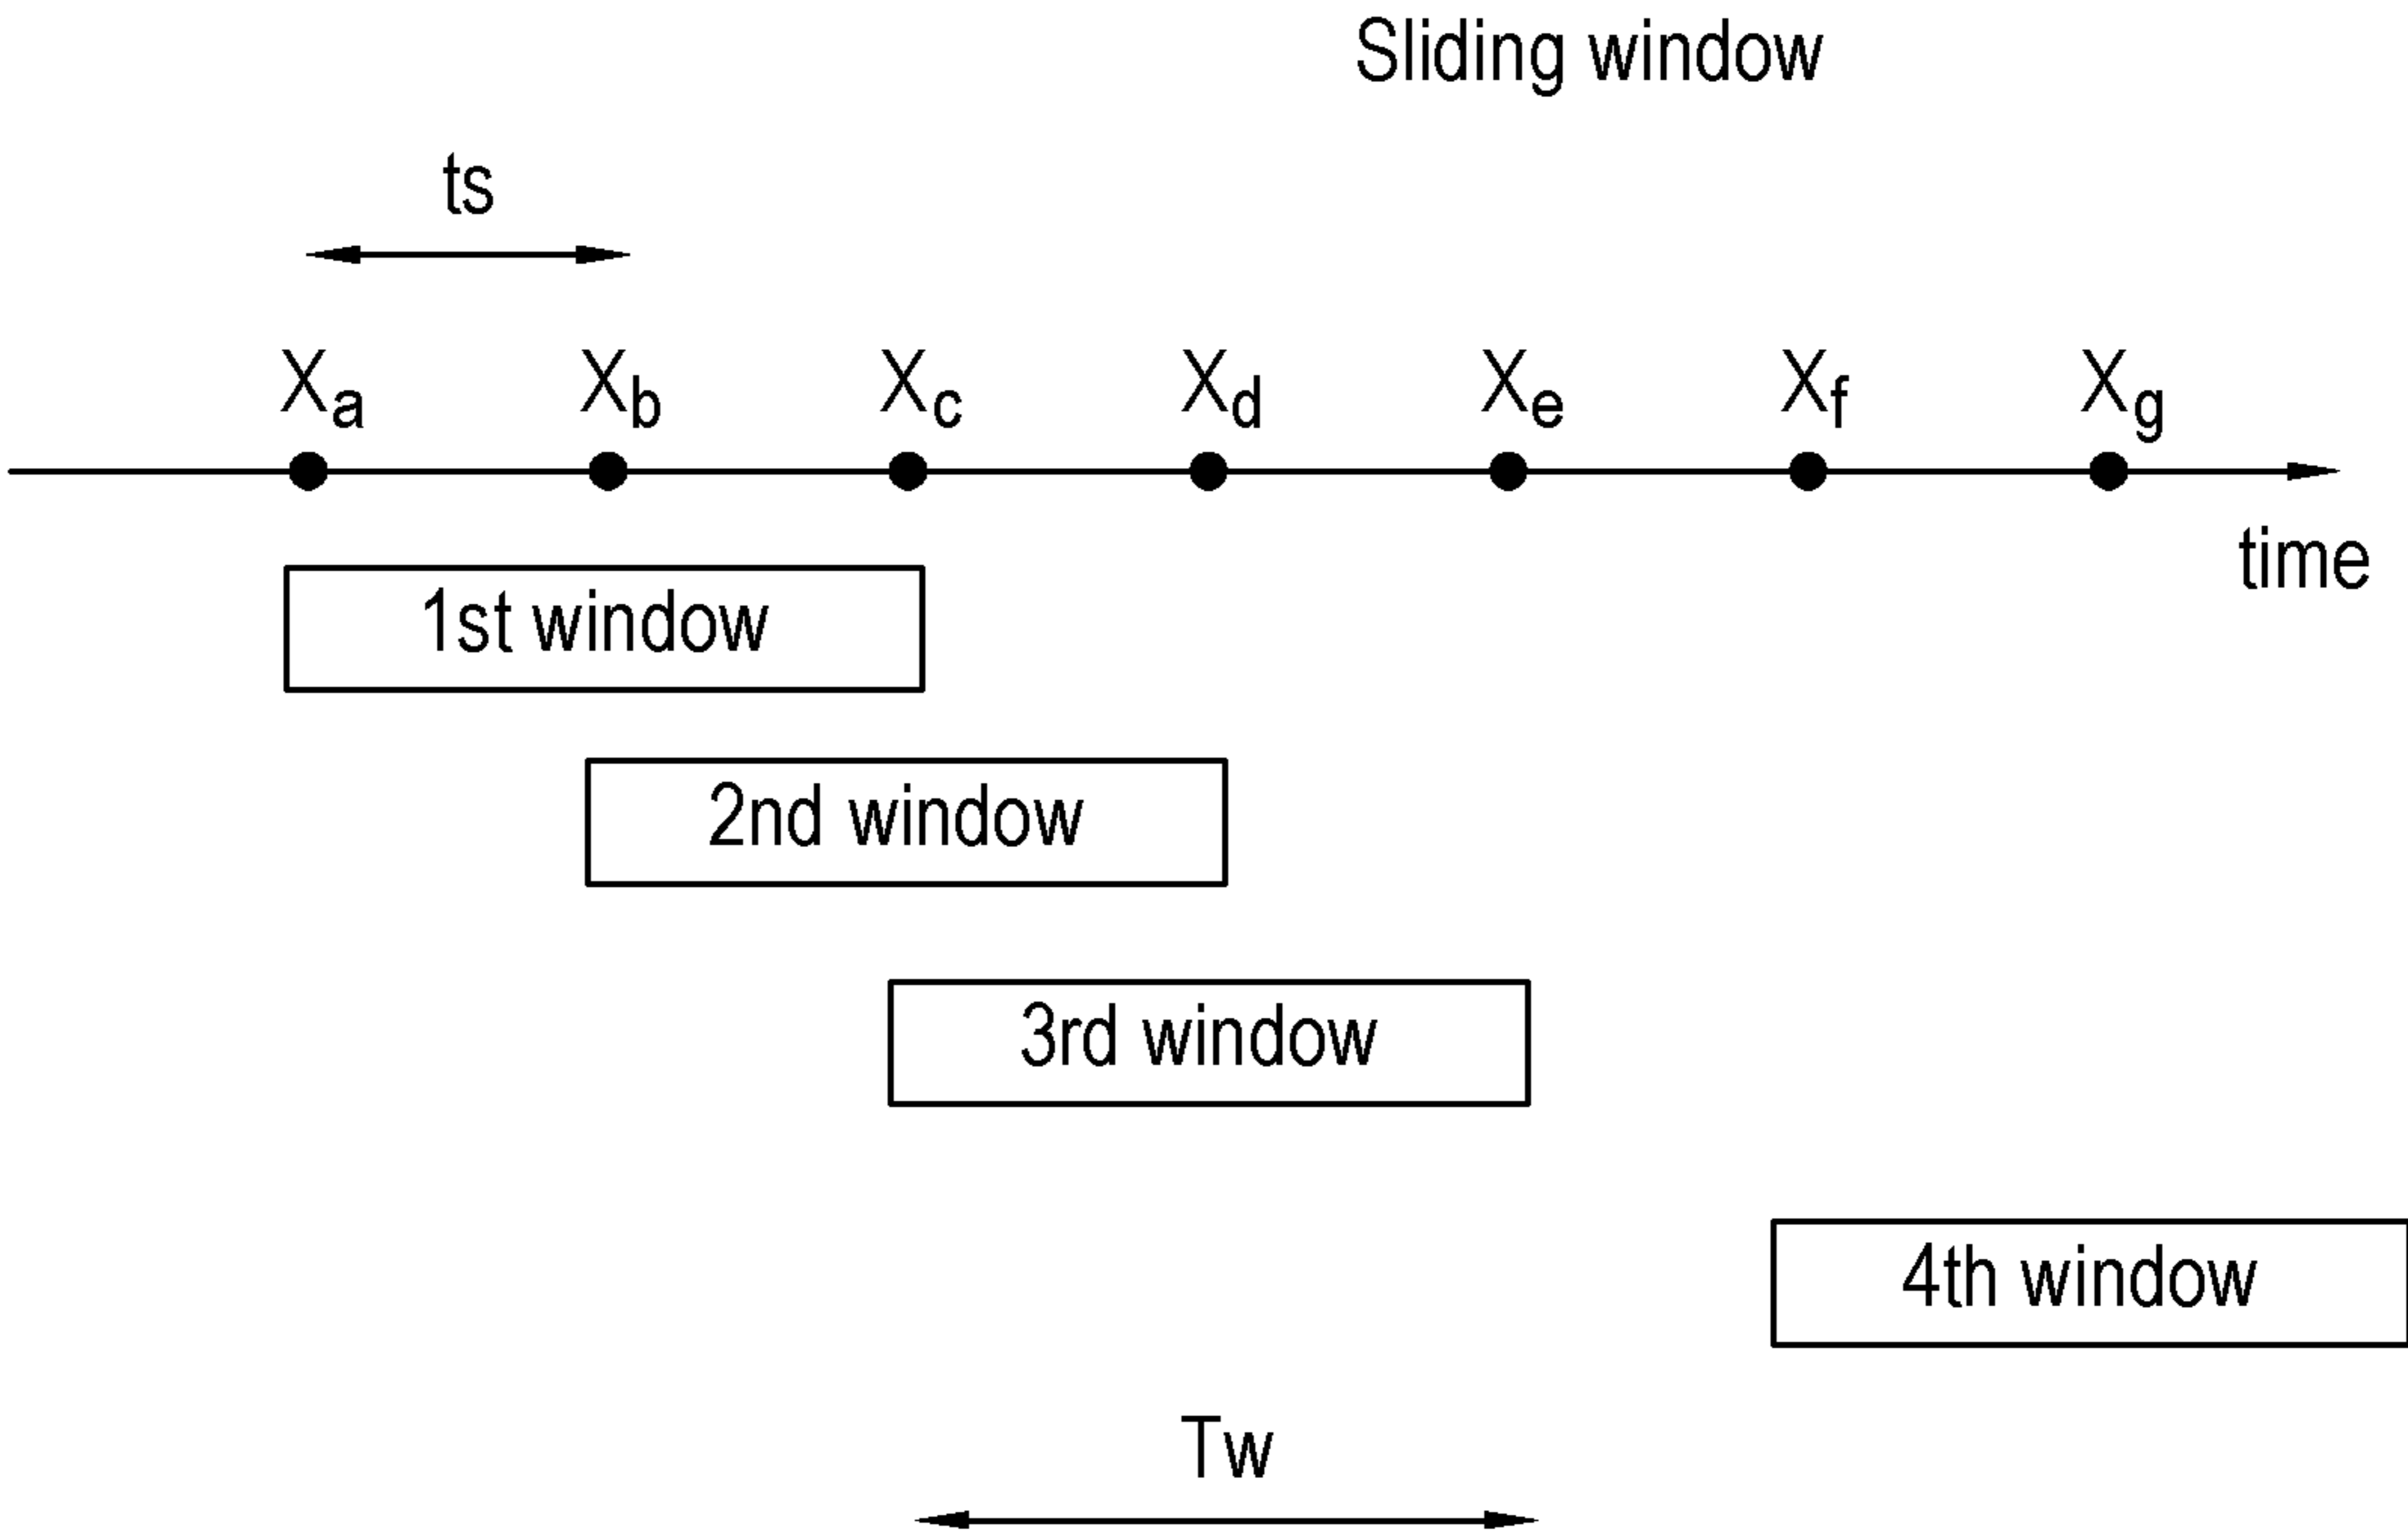 Sliding window
ts
Xa Xb Xc Xd Xe Xf Xg
time
1st window
2nd window
3rd window
4th window
Tw